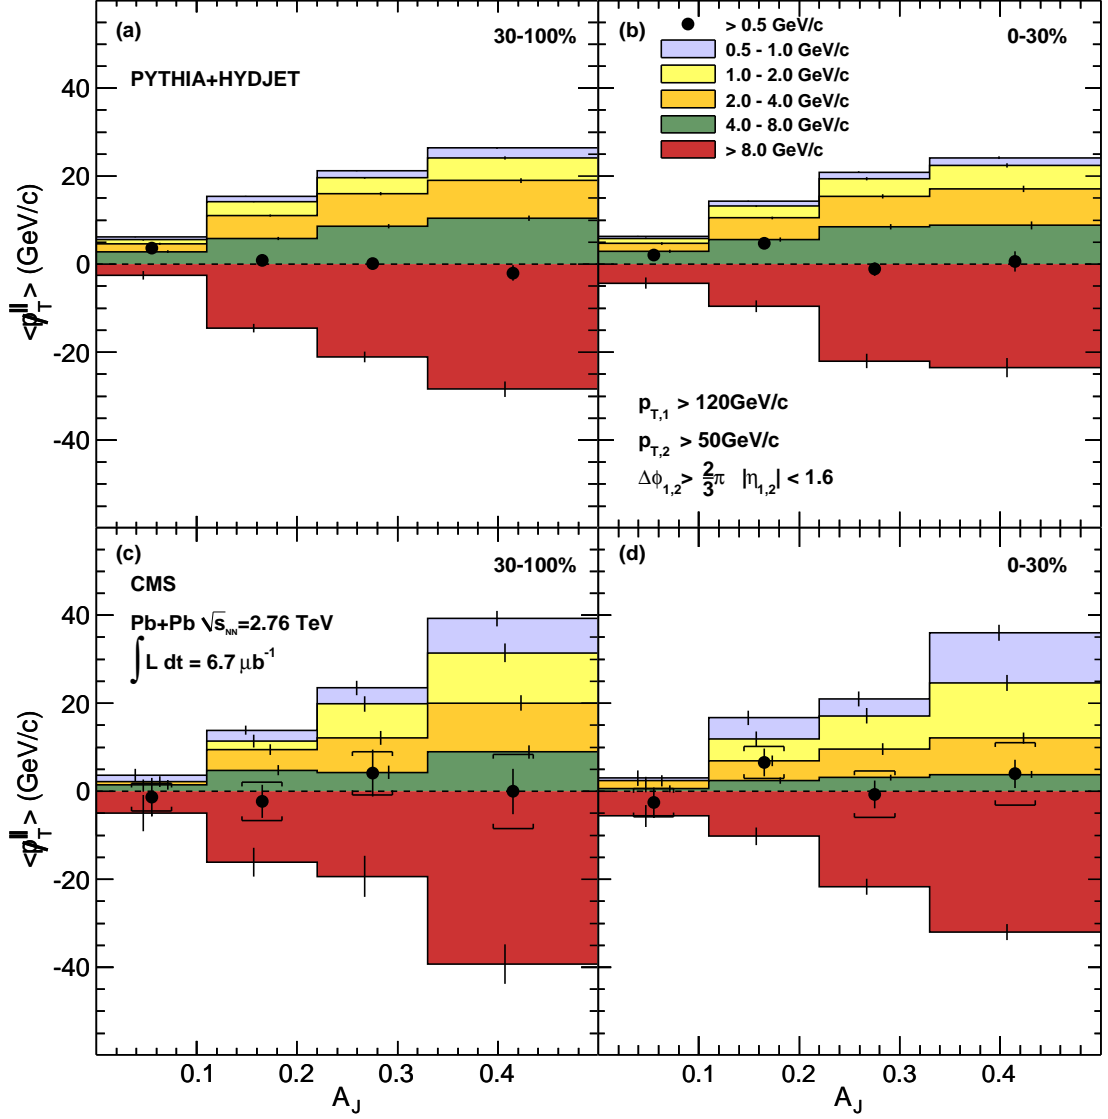 (a)
30-100%
PYTHIA+HYDJET
(b)
0-30%
> 0.5 GeV/c
0.5 - 1.0 GeV/c
1.0 - 2.0 GeV/c
2.0 - 4.0 GeV/c
4.0 - 8.0 GeV/c
> 8.0 GeV/c
p_T,1 > 120GeV/c
p_T,2 > 50GeV/c
Δϕ_1,2 > 2/3 π |η_1,2| < 1.6
40
20
0
-20
-40
<p̸_T^∥> (GeV/c)
(c)
30-100%
CMS
Pb+Pb √s_NN=2.76 TeV
∫ L dt = 6.7 μb^-1
(d)
0-30%
40
20
0
-20
-40
<p̸_T^∥> (GeV/c)
0.1 0.2 0.3 0.4
0.1 0.2 0.3 0.4
A_J
A_J